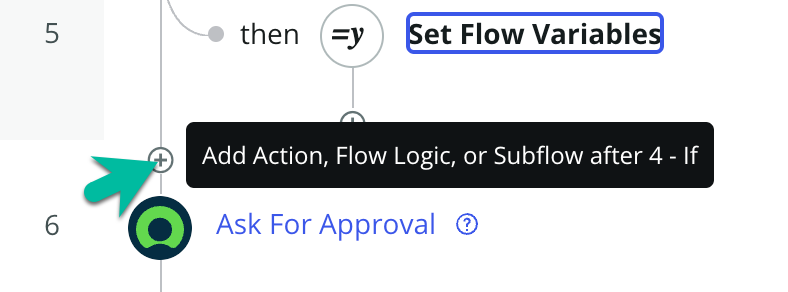 5
then =y Set Flow Variables
Add Action, Flow Logic, or Subflow after 4 - If
6
Ask For Approval ?